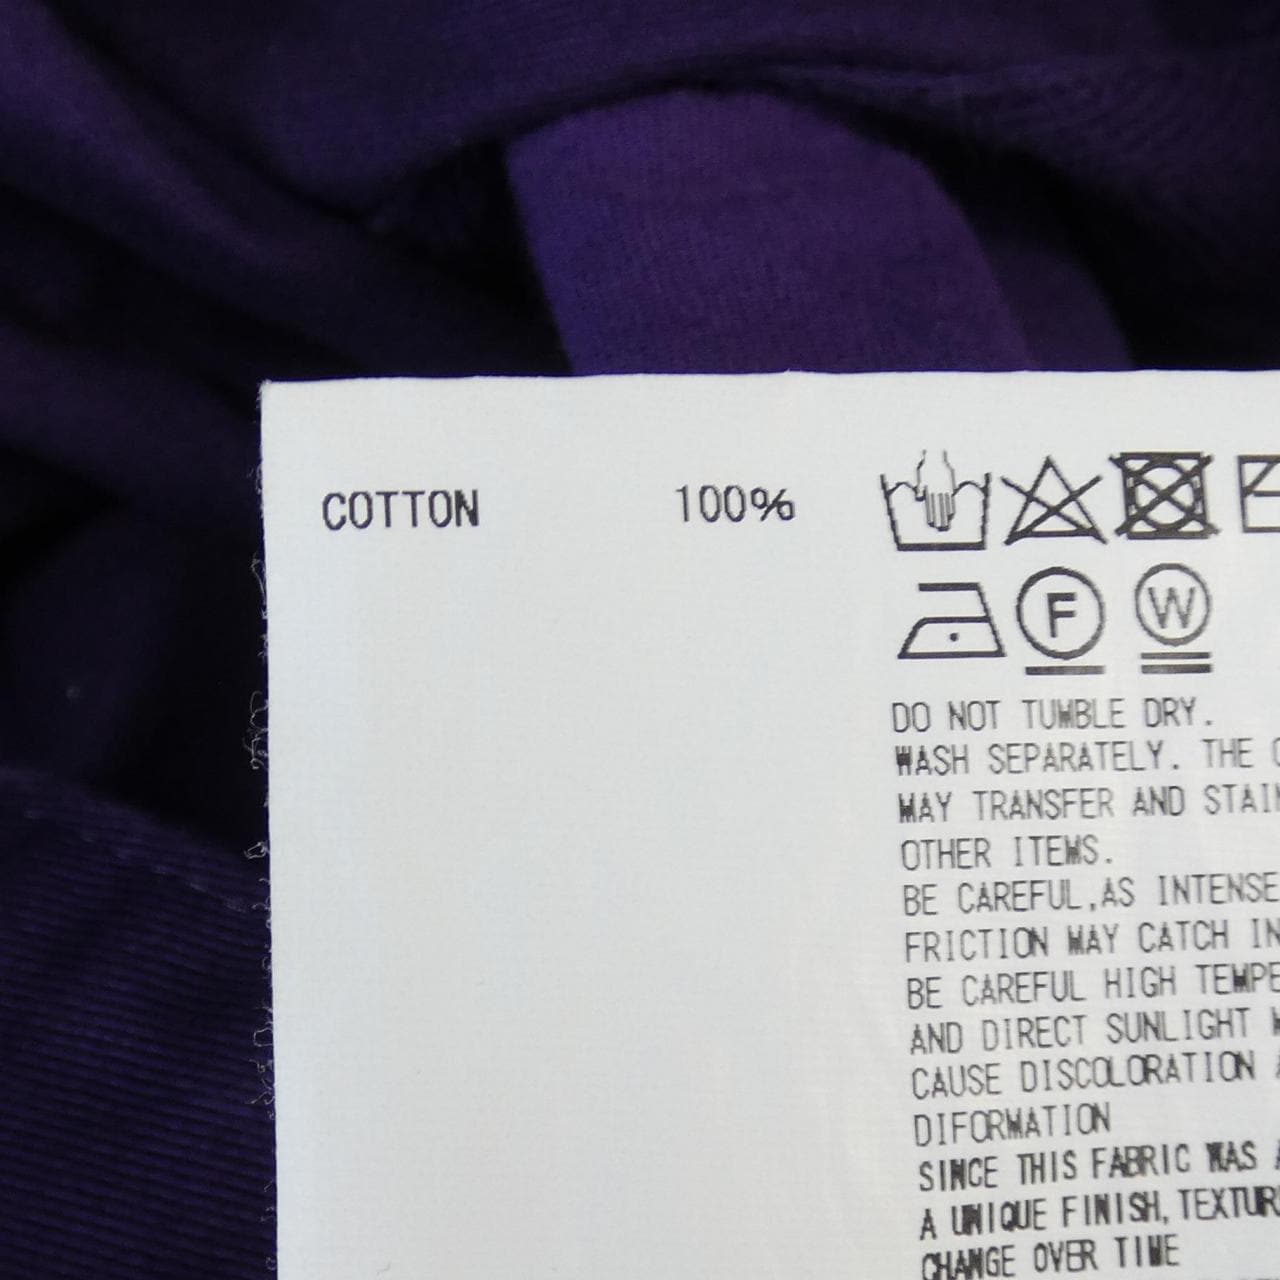 COTTON 100%
F W
DO NOT TUMBLE DRY.
WASH SEPARATELY. THE
MAY TRANSFER AND STAIN
OTHER ITEMS.
BE CAREFUL,AS INTENSE
FRICTION MAY CATCH IN
BE CAREFUL HIGH TEMPE
AND DIRECT SUNLIGHT
CAUSE DISCOLORATION
DIFORMATION
SINCE THIS FABRIC WAS
A UNIQUE FINISH, TEXTUR
CHANGE OVER TIME